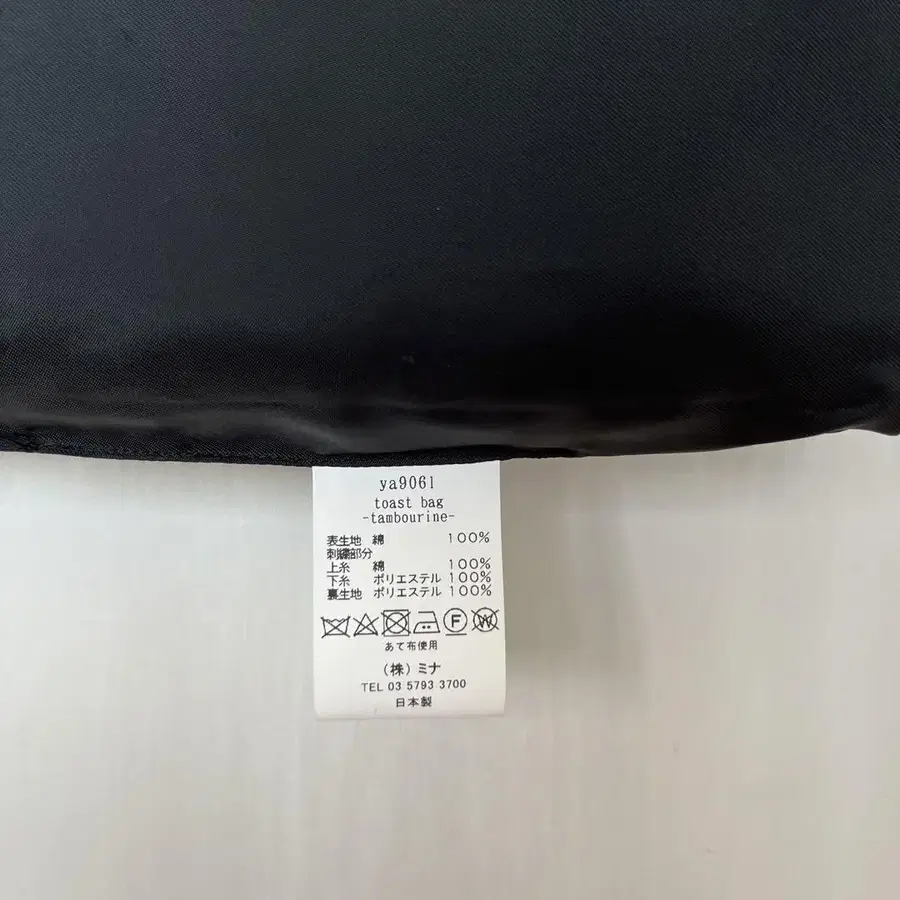 ya9061
toast bag
-tambourine-
表生地 綿 100%
刺繍部分
上糸 綿 100%
下糸 ポリエステル 100%
裏生地 ポリエステル 100%
F W
あて布使用
(株) ミナ
TEL 03 5793 3700
日本製